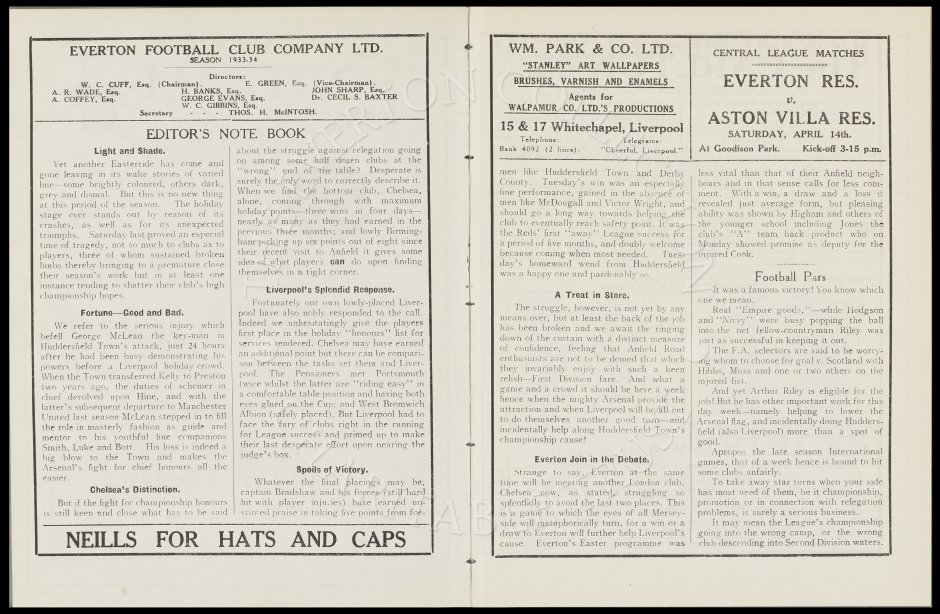 EVERTON FOOTBALL CLUB COMPANY LTD.
SEASON 1933-34
Directors:
W. C. CUFF, Esq. (Chairman). E. GREEN, Esq. (Vice-Chairman).
A. R. WADE, Esq. H. BANKS, Esq. JOHN SHARP, Esq.
A. COFFEY, Esq. GEORGE EVANS, Esq. Dr. CECIL S. BAXTER
W. C. GIBBINS, Esq.
Secretary - - - THOS. H. McINTOSH.
EDITOR'S NOTE BOOK
Light and Shade.
Yet another Eastertide has come and
gone leaving in its wake stories of varied
hue—some brightly coloured, others dark,
grey and dismal. But this is no new thing
at this period of the season. The holiday
stage ever stands out by reason of its
crashes, as well as for its unexpected
triumphs. Saturday last proved an especial
time of tragedy, not so much to clubs as to
players, three of whom sustained broken
limbs thereby bringing to a premature close
their season's work but in at least one
instance tending to shatter their club's high
championship hopes.
Fortune—Good and Bad.
We refer to the serious injury which
befell George McLean the key-man in
Huddersfield Town's attack, just 24 hours
after he had been busy demonstrating his
powers before a Liverpool holiday crowd.
When the Town transferred Kelly to Preston
two years ago, the duties of schemer in
chief devolved upon Hine, and with the
latter's subsequent departure to Manchester
United last season McLean stepped in to fill
the role in masterly fashion as guide and
mentor to his youthful line companions
Smith, Luke and Bott. His loss is indeed a
big blow to the Town and makes the
Arsenal's fight for chief honours all the
easier.
Chelsea's Distinction.
But if the fight for championship honours
is still keen and close what has to be said
about the struggle against relegation going
on among some half dozen clubs at the
"wrong" end of the table? Desperate is
surely the only word to correctly describe it.
When we find the bottom club, Chelsea,
alone, coming through with maximum
holiday points—three wins in four days—
nearly as many as they had earned in the
previous three months; and lowly Birming-
ham picking up six points out of eight since
their recent visit to Anfield it gives some
idea of what players can do upon finding
themselves in a tight corner.
Liverpool's Splendid Response.
Fortunately our own lowly-placed Liver-
pool have also nobly responded to the call.
Indeed we unhesitatingly give the players
first place in the holiday "honours" list for
services rendered. Chelsea may have earned
an additional point but there can be compari-
son between the tasks set them and Liver-
pool. The Pensioners met Portsmouth
twice whilst the latter are "riding easy" in
a comfortable table position and having both
eyes glued on the Cup; and West Bromwich
Albion (safely placed). But Liverpool had to
face the fury of clubs right in the running
for League success and primed up to make
their last desperate effort upon nearing the
judge's box.
Spoils of Victory.
Whatever the final placings may be,
captain Bradshaw and his forces (still hard
hit with player injuries) have earned un-
stinted praise in taking five points from foe-
NEILLS FOR HATS AND CAPS
WM. PARK & CO. LTD.
"STANLEY" ART WALLPAPERS
BRUSHES, VARNISH AND ENAMELS
Agents for
WALPAMUR CO. LTD.'S PRODUCTIONS
15 & 17 Whitechapel, Liverpool
Telephone: Telegrams:
Bank 4092 (2 lines). "Cheerful, Liverpool."
CENTRAL LEAGUE MATCHES
EVERTON RES.
v.
ASTON VILLA RES.
SATURDAY, APRIL 14th.
At Goodison Park. Kick-off 3-15 p.m.
men like Huddersfield Town and Derby
County. Tuesday's win was an especially
fine performance, gained in the absence of
men like McDougall and Victor Wright, and
should go a long way towards helping the
club to eventually reach safety point. It was
the Reds' first "away" League success for
a period of five months, and doubly welcome
because coming when most needed. Tues-
day's homeward wend from Huddersfield
was a happy one and pardonably so.
A Treat in Store.
The struggle, however, is not yet by any
means over, but at least the back of the job
has been broken and we await the ringing
down of the curtain with a distinct measure
of confidence, feeling that Anfield Road
enthusiasts are not to be denied that which
they invariably enjoy with such a keen
relish—First Division fare. And what a
game and a crowd it should be here a week
hence when the mighty Arsenal provide the
attraction and when Liverpool will be all out
to do themselves another good turn—and
incidentally help along Huddersfield Town's
championship cause!
Everton Join in the Debate.
Strange to say, Everton at the same
time will be meeting another London club,
Chelsea now, as stated, struggling so
splendidly to avoid the last two places. This
is a game to which the eyes of all Mersey-
side will metaphorically turn, for a win or a
draw to Everton will further help Liverpool's
cause. Everton's Easter programme was
less vital than that of their Anfield neigh-
bours and in that sense calls for less com-
ment. With a win, a draw and a loss it
revealed just average form, but pleasing
ability was shown by Higham and others of
the younger school including Jones the
club's "A" team back product who on
Monday showed promise as deputy for the
injured Cook.
Football Pars
It was a famous victory! You know which
one we mean.
Real "Empire goods,"—while Hodgson
and "Nivvy" were busy popping the ball
into the net fellow-countryman Riley was
just as successful in keeping it out.
The F.A. selectors are said to be worry-
ing whom to choose for goal v. Scotland with
Hibbs, Moss and one or two others on the
injured list.
And yet Arthur Riley is eligible for the
job! But he has other important work for this
day week—namely helping to lower the
Arsenal flag, and incidentally doing Hudders-
field (also Liverpool) more than a spot of
good.
Apropos the late season International
games, that of a week hence is bound to hit
some clubs unfairly.
To take away star turns when your side
has most need of them, be it championship,
promotion or in connection with relegation
problems, is surely a serious business.
It may mean the League's championship
going into the wrong camp, or the wrong
club descending into Second Division waters.